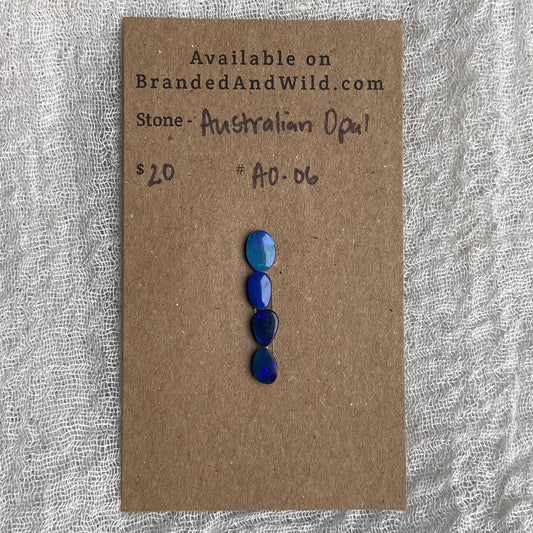 Available on
BrandedAndWild.com
Stone - Australian Opal
$20 # AO-06